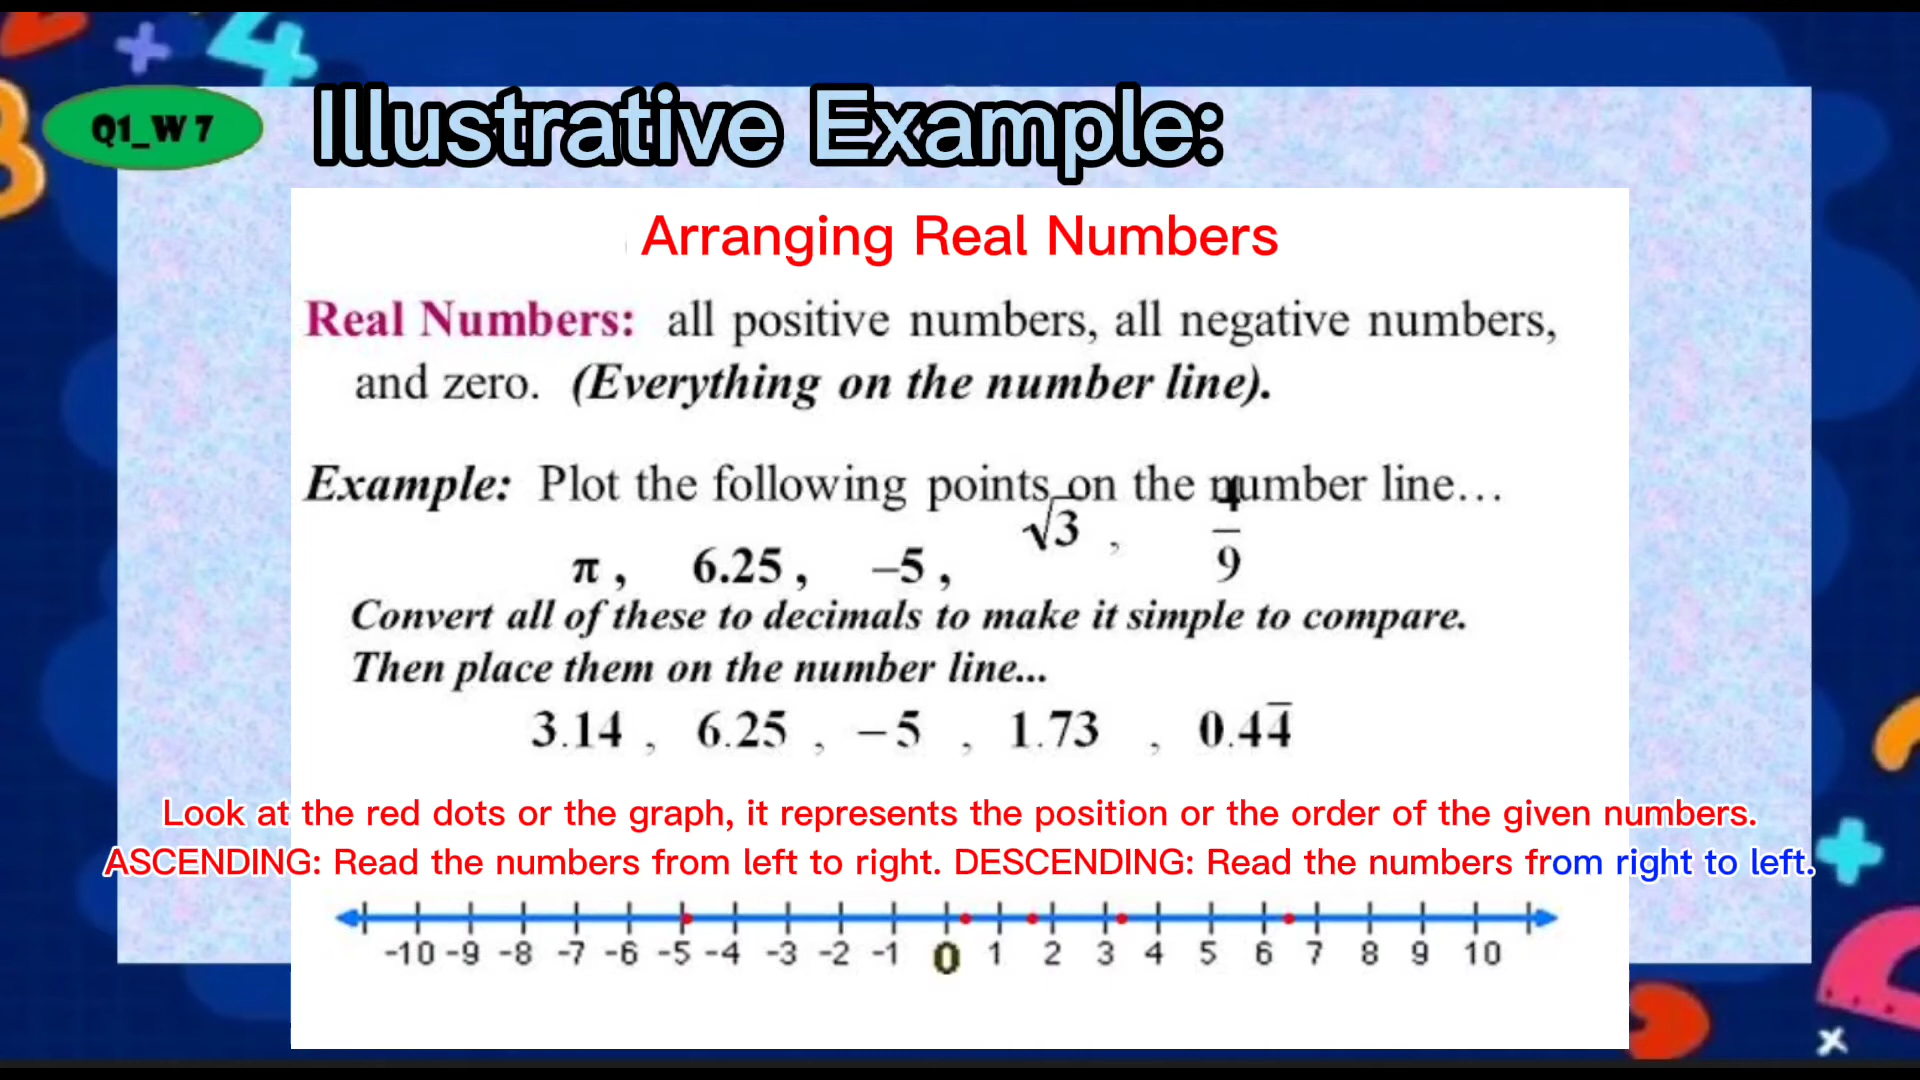 Q1_W 7
Illustrative Example:
Arranging Real Numbers
Real Numbers: all positive numbers, all negative numbers,
and zero. (Everything on the number line).
Example: Plot the following points on the number line…
π , 6.25 , –5 , √3 , 4/9
Convert all of these to decimals to make it simple to compare.
Then place them on the number line...
3.14 , 6.25 , –5 , 1.73 , 0.44̅
Look at the red dots or the graph, it represents the position or the order of the given numbers.
ASCENDING: Read the numbers from left to right. DESCENDING: Read the numbers from right to left.
-10 -9 -8 -7 -6 -5 -4 -3 -2 -1 0 1 2 3 4 5 6 7 8 9 10